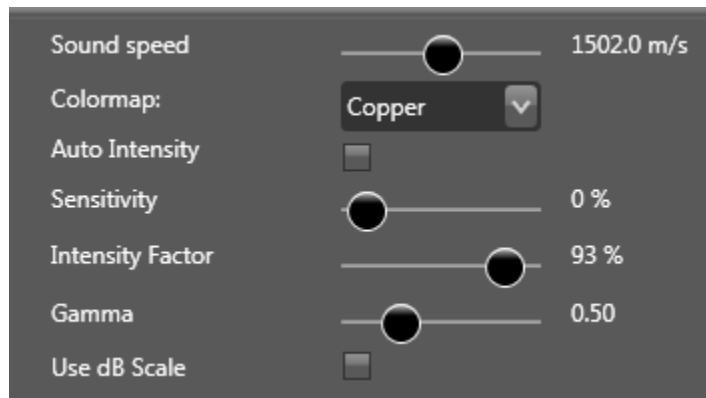 Sound speed 1502.0 m/s
Colormap: Copper
Auto Intensity
Sensitivity 0 %
Intensity Factor 93 %
Gamma 0.50
Use dB Scale